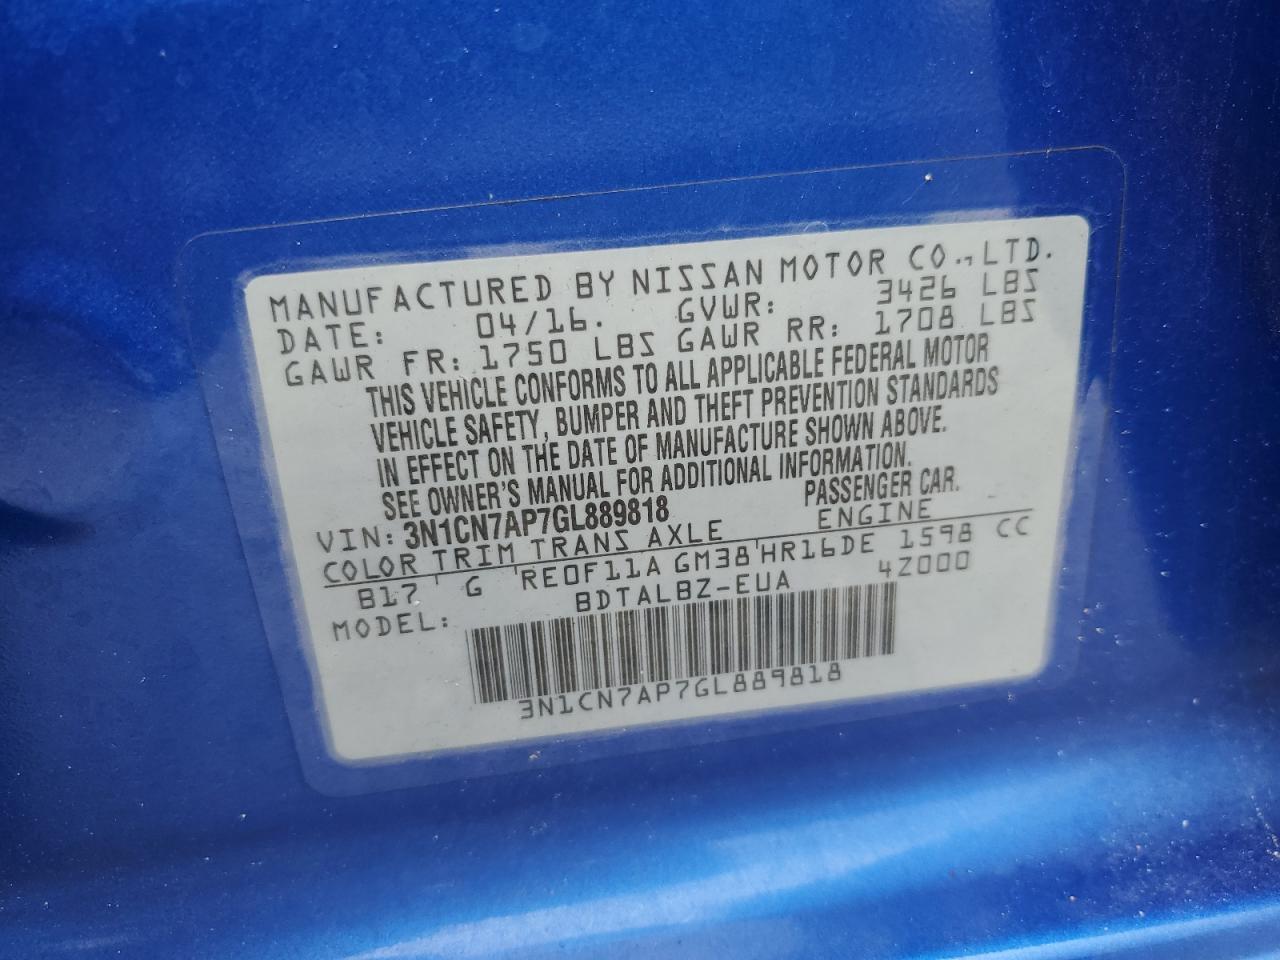 MANUFACTURED BY NISSAN MOTOR CO., LTD.
DATE: 04/16. GVWR: 3426 LBS
GAWR FR: 1750 LBS GAWR RR: 1708 LBS
THIS VEHICLE CONFORMS TO ALL APPLICABLE FEDERAL MOTOR
VEHICLE SAFETY, BUMPER AND THEFT PREVENTION STANDARDS
IN EFFECT ON THE DATE OF MANUFACTURE SHOWN ABOVE.
SEE OWNER'S MANUAL FOR ADDITIONAL INFORMATION.
VIN: 3N1CN7AP7GL889818 PASSENGER CAR.
COLOR TRIM TRANS AXLE ENGINE
B17 G RE0F11A GM38 HR16DE 1598 CC
MODEL: BDTALBZ-EUA 4Z000
3N1CN7AP7GL889818